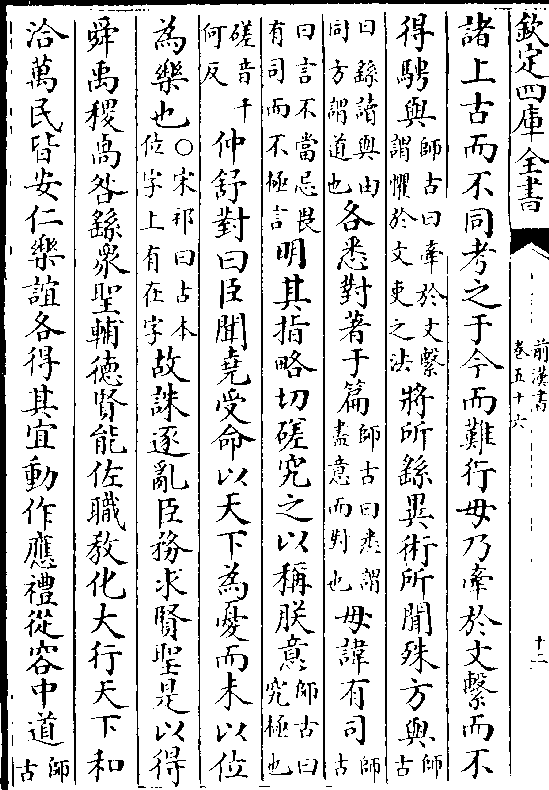 欽定四庫全書
前漢書
卷五十六
十二
諸上古而不同考之于今而難行毋乃牽於文繫而不
得騁與師古曰牽於文繫謂懼於文吏之法將所繇異術所聞殊方與師古
曰繇讀與由同方謂道也各悉對著于篇師古曰悉謂盡意而對也毋諱有司師古
曰言不當忌畏有司而不極言明其指略切磋究之以稱朕意師古曰究極也
磋音千何反仲舒對曰臣聞堯受命以天下為憂而未以位
為樂也○宋祁曰古本位字上有在字故誅逐亂臣務求賢聖是以得
舜禹稷卨咎繇衆聖輔德賢能佐職敎化大行天下和
洽萬民皆安仁樂誼各得其宜動作應禮從容中道師古